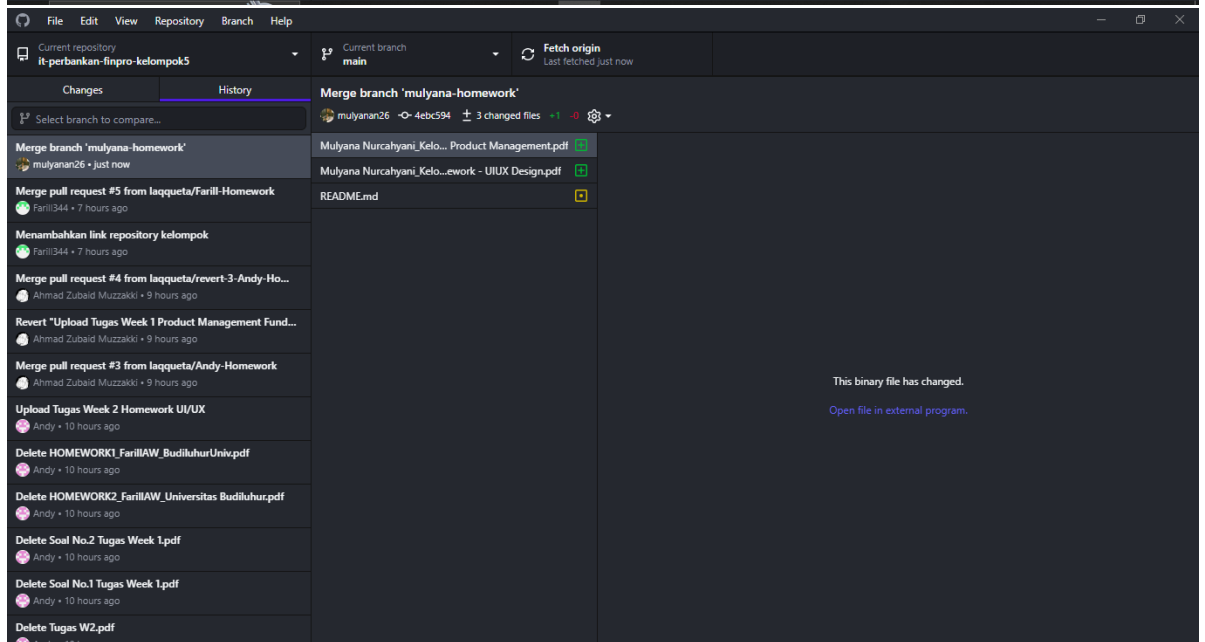 File Edit View Repository Branch Help
Current repository
it-perbankan-finpro-kelompok5
Current branch
main
Fetch origin
Last fetched just now
Changes History
Select branch to compare...
Merge branch 'mulyana-homework'
mulyanan26 • just now
Merge pull request #5 from laqqueta/Farill-Homework
Farill344 • 7 hours ago
Menambahkan link repository kelompok
Farill344 • 7 hours ago
Merge pull request #4 from laqqueta/revert-3-Andy-Ho...
Ahmad Zubaid Muzzakki • 9 hours ago
Revert "Upload Tugas Week 1 Product Management Fund...
Ahmad Zubaid Muzzakki • 9 hours ago
Merge pull request #3 from laqqueta/Andy-Homework
Ahmad Zubaid Muzzakki • 9 hours ago
Upload Tugas Week 2 Homework UI/UX
Andy • 10 hours ago
Delete HOMEWORK1_FarillAW_BudiluhurUniv.pdf
Andy • 10 hours ago
Delete HOMEWORK2_FarillAW_Universitas Budiluhur.pdf
Andy • 10 hours ago
Delete Soal No.2 Tugas Week 1.pdf
Andy • 10 hours ago
Delete Soal No.1 Tugas Week 1.pdf
Andy • 10 hours ago
Delete Tugas W2.pdf
Merge branch 'mulyana-homework'
mulyanan26 4ebc594 3 changed files +1 -0
Mulyana Nurcahyani_Kelo... Product Management.pdf
Mulyana Nurcahyani_Kelo...ework - UIUX Design.pdf
README.md
This binary file has changed.
Open file in external program.